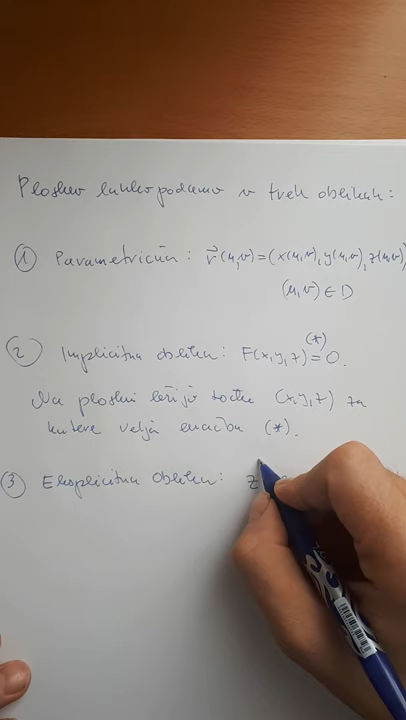 Ploskev lahko podamo v treh oblikah:
① Parametrična: r⃗(u,v)=(x(u,v),y(u,v),z(u,v))
(u,v)∈D
② Implicitna oblika: F(x,y,z)=0.
(*)
Na ploskvi ležijo točke (x,y,z) za
katere velja enačba (*).
③ Eksplicitna oblika: z